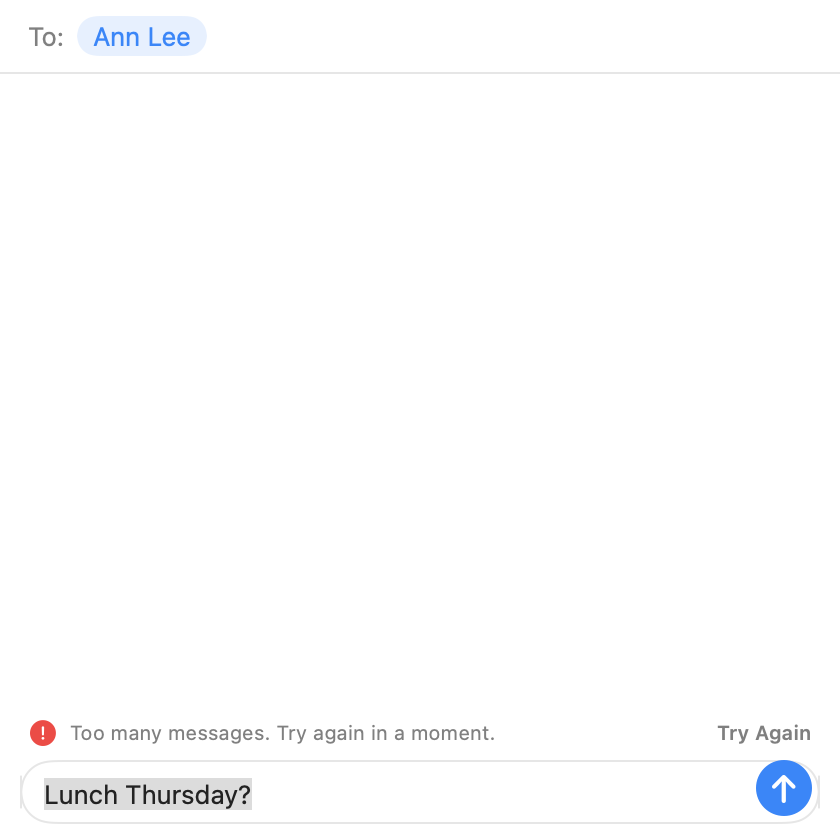 To: Ann Lee
Too many messages. Try again in a moment. Try Again
Lunch Thursday?